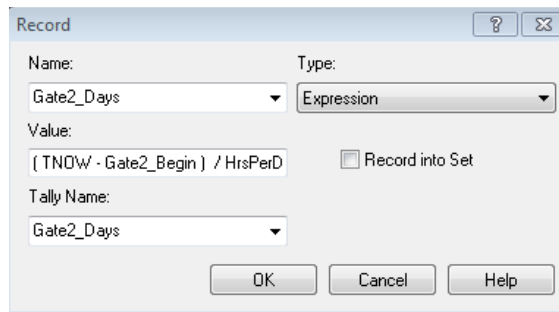 Record
Name: Type:
Gate2_Days Expression
Value:
( TNOW - Gate2_Begin ) / HrsPerD
Record into Set
Tally Name:
Gate2_Days
OK Cancel Help